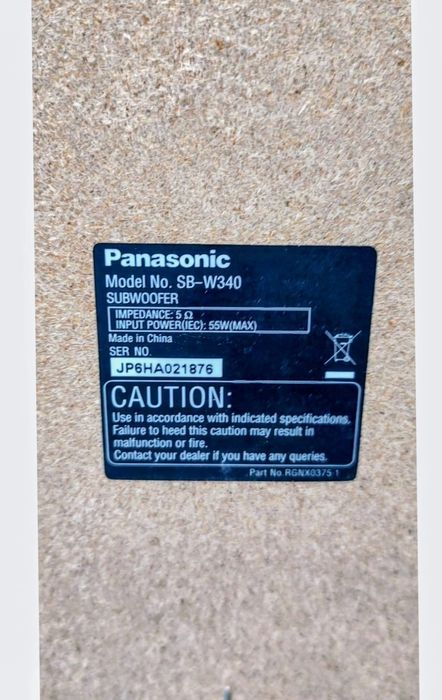 Panasonic
Model No. SB-W340
SUBWOOFER
IMPEDANCE: 5 Ω
INPUT POWER(IEC): 55W(MAX)
Made in China
SER NO.
JP6HA021876
CAUTION:
Use in accordance with indicated specifications.
Failure to heed this caution may result in
malfunction or fire.
Contact your dealer if you have any queries.
Part No.RGNX0375-1